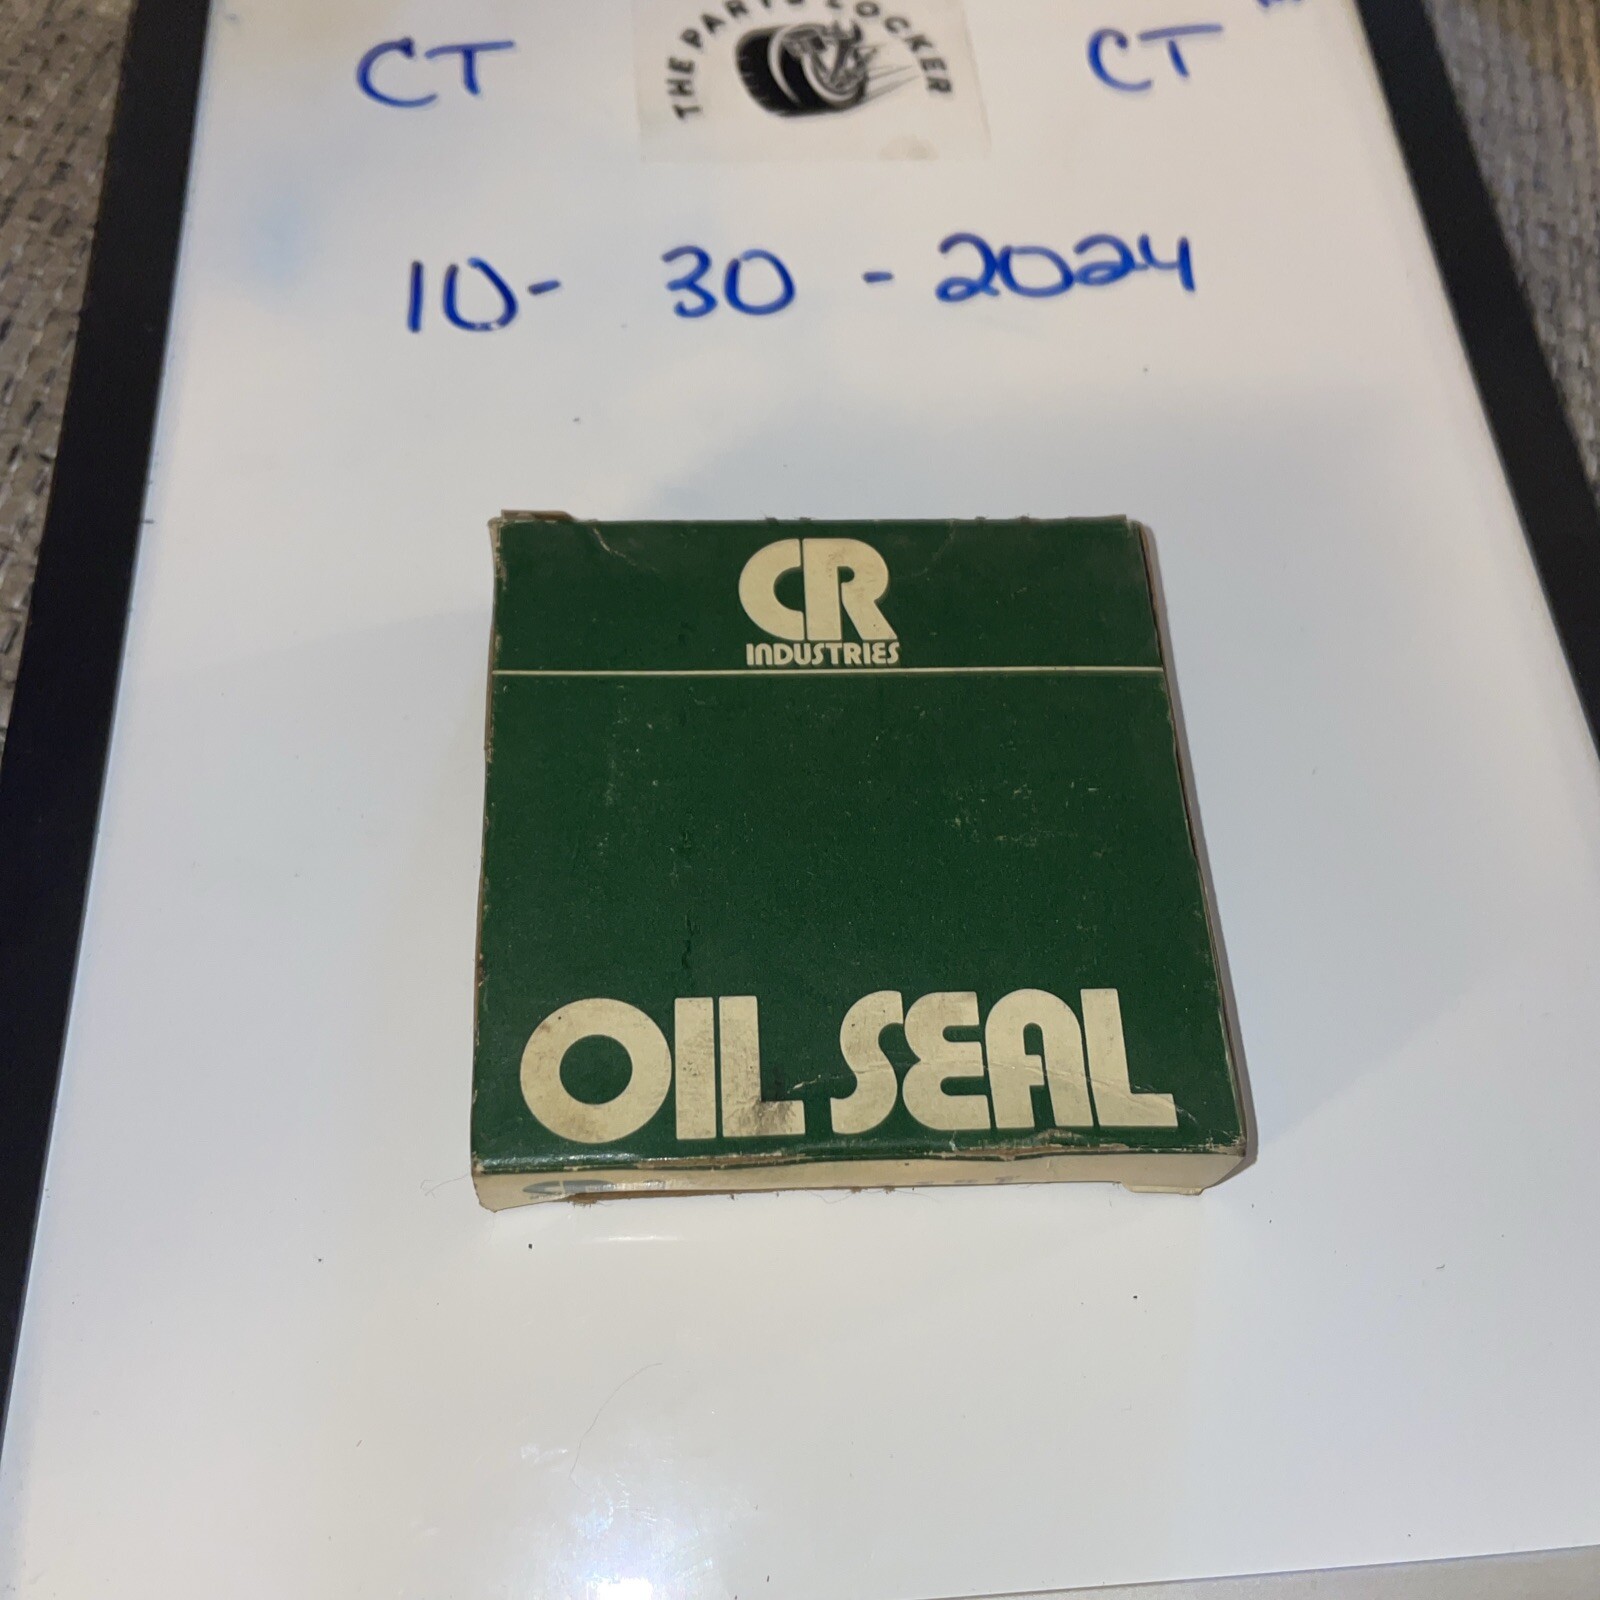 THE PARTS LOCKER
CT CT
10- 30 - 2024
CR
INDUSTRIES
OIL SEAL